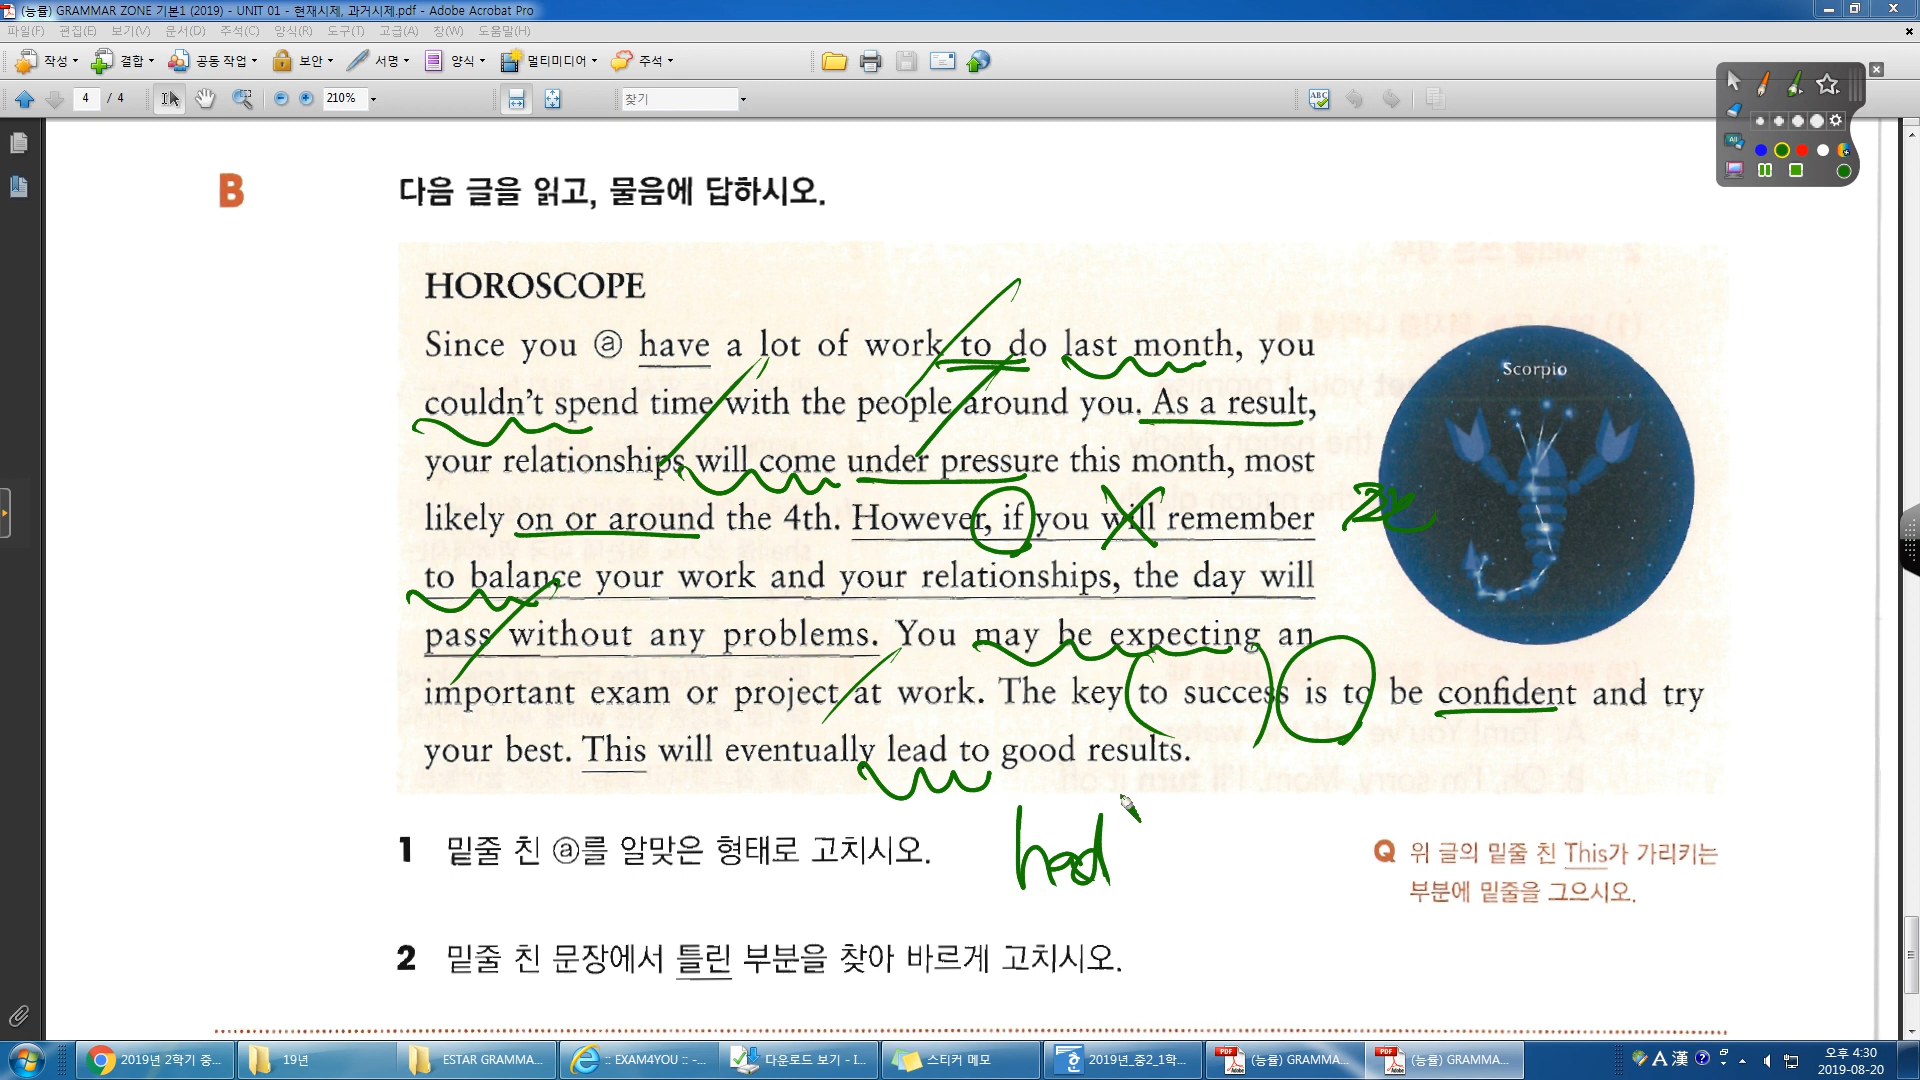 (능률) GRAMMAR ZONE 기본1 (2019) - UNIT 01 - 현재시제, 과거시제.pdf - Adobe Acrobat Pro
파일(F) 편집(E) 보기(V) 문서(D) 주석(C) 양식(R) 도구(T) 고급(A) 창(W) 도움말(H)
작성 결합 공동 작업 보안 서명 양식 멀티미디어 주석
4 / 4 210% 찾기
B 다음 글을 읽고, 물음에 답하시오.
HOROSCOPE
Since you ⓐ have a lot of work to do last month, you
couldn't spend time with the people around you. As a result,
your relationships will come under pressure this month, most
likely on or around the 4th. However, if you will remember
to balance your work and your relationships, the day will
pass without any problems. You may be expecting an
important exam or project at work. The key to success is to be confident and try
your best. This will eventually lead to good results.
Scorpio
had
1 밑줄 친 ⓐ를 알맞은 형태로 고치시오.
Q 위 글의 밑줄 친 This가 가리키는
부분에 밑줄을 그으시오.
2 밑줄 친 문장에서 틀린 부분을 찾아 바르게 고치시오.
2019년 2학기 중... 19년 ESTAR GRAMMA... :: EXAM4YOU :: -... 다운로드 보기 - I... 스티커 메모 2019년_중2_1학... (능률) GRAMMA... (능률) GRAMMA...
A 漢
오후 4:30
2019-08-20